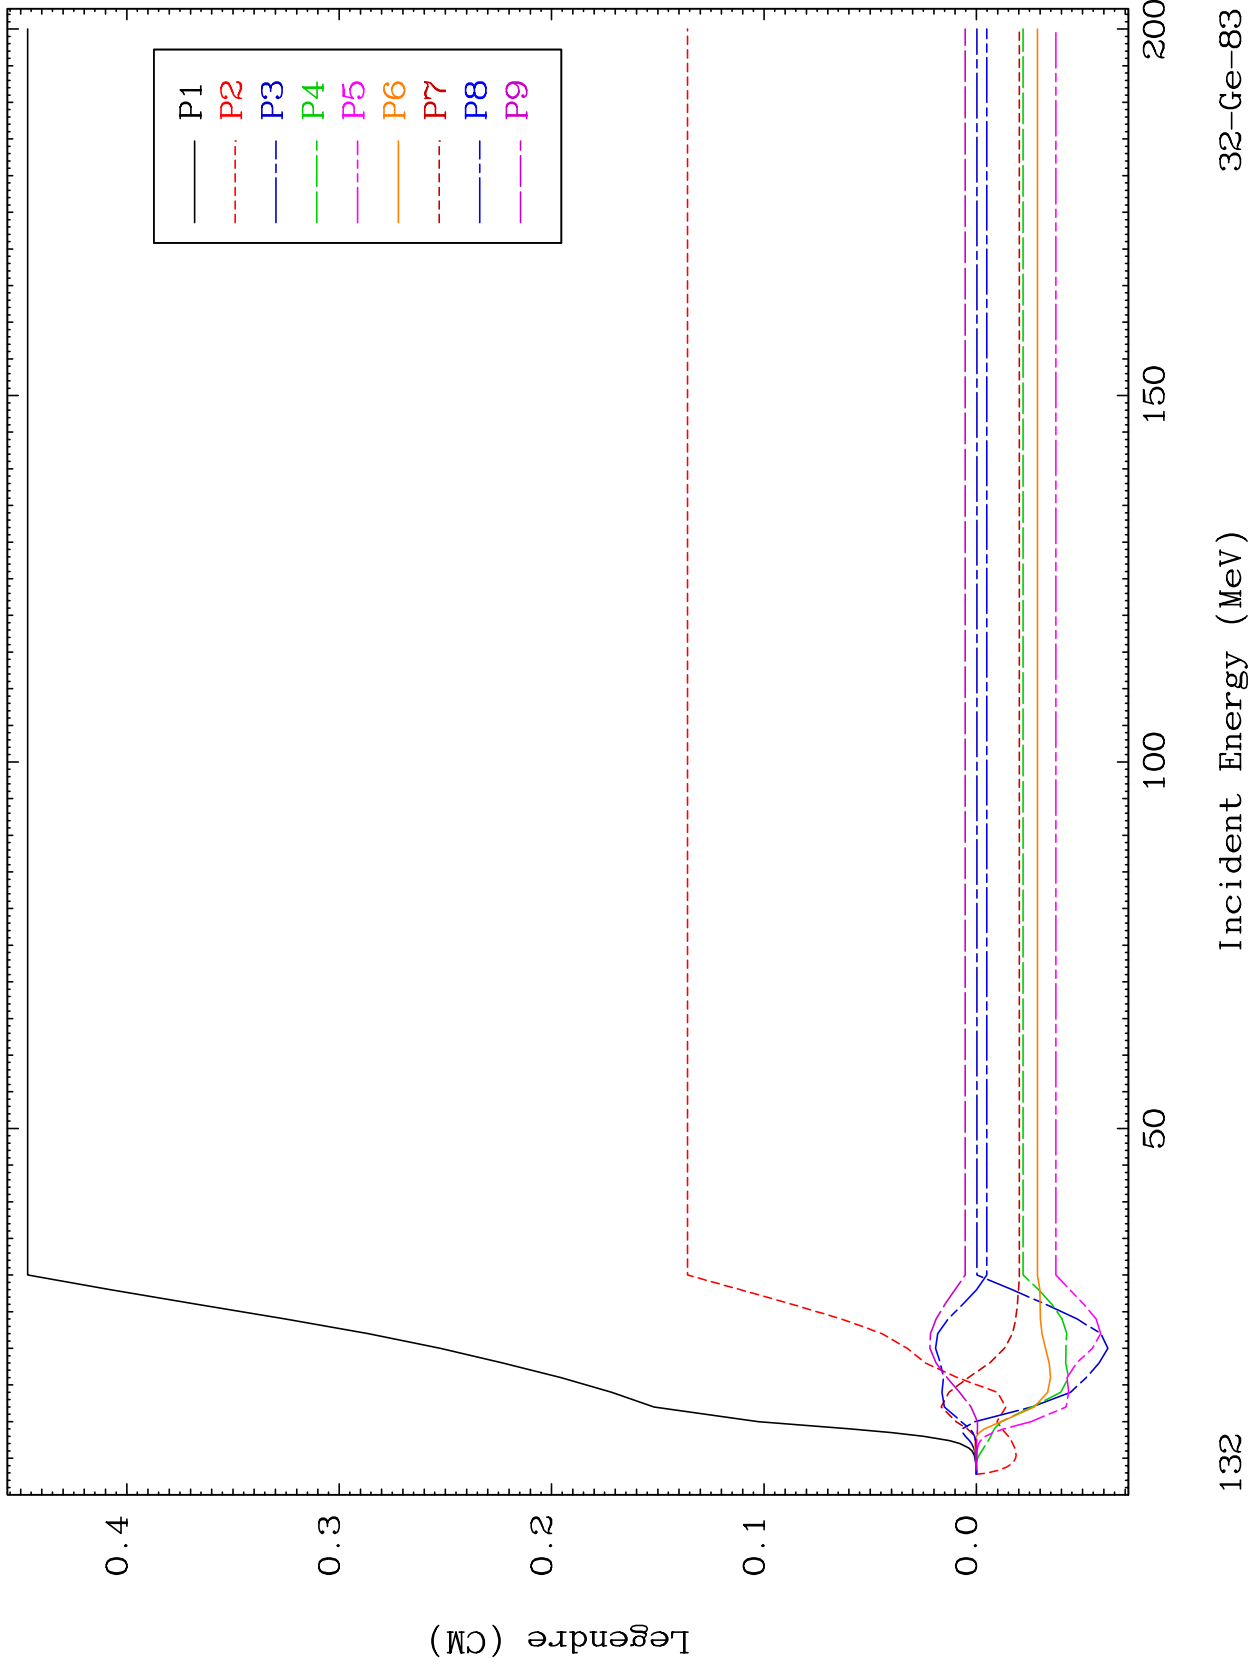 Legendre (CM)
0.4
0.3
0.2
0.1
0.0
P1
P2
P3
P4
P5
P6
P7
P8
P9
50
100
150
200
Incident Energy (MeV)
132
32-Ge-83